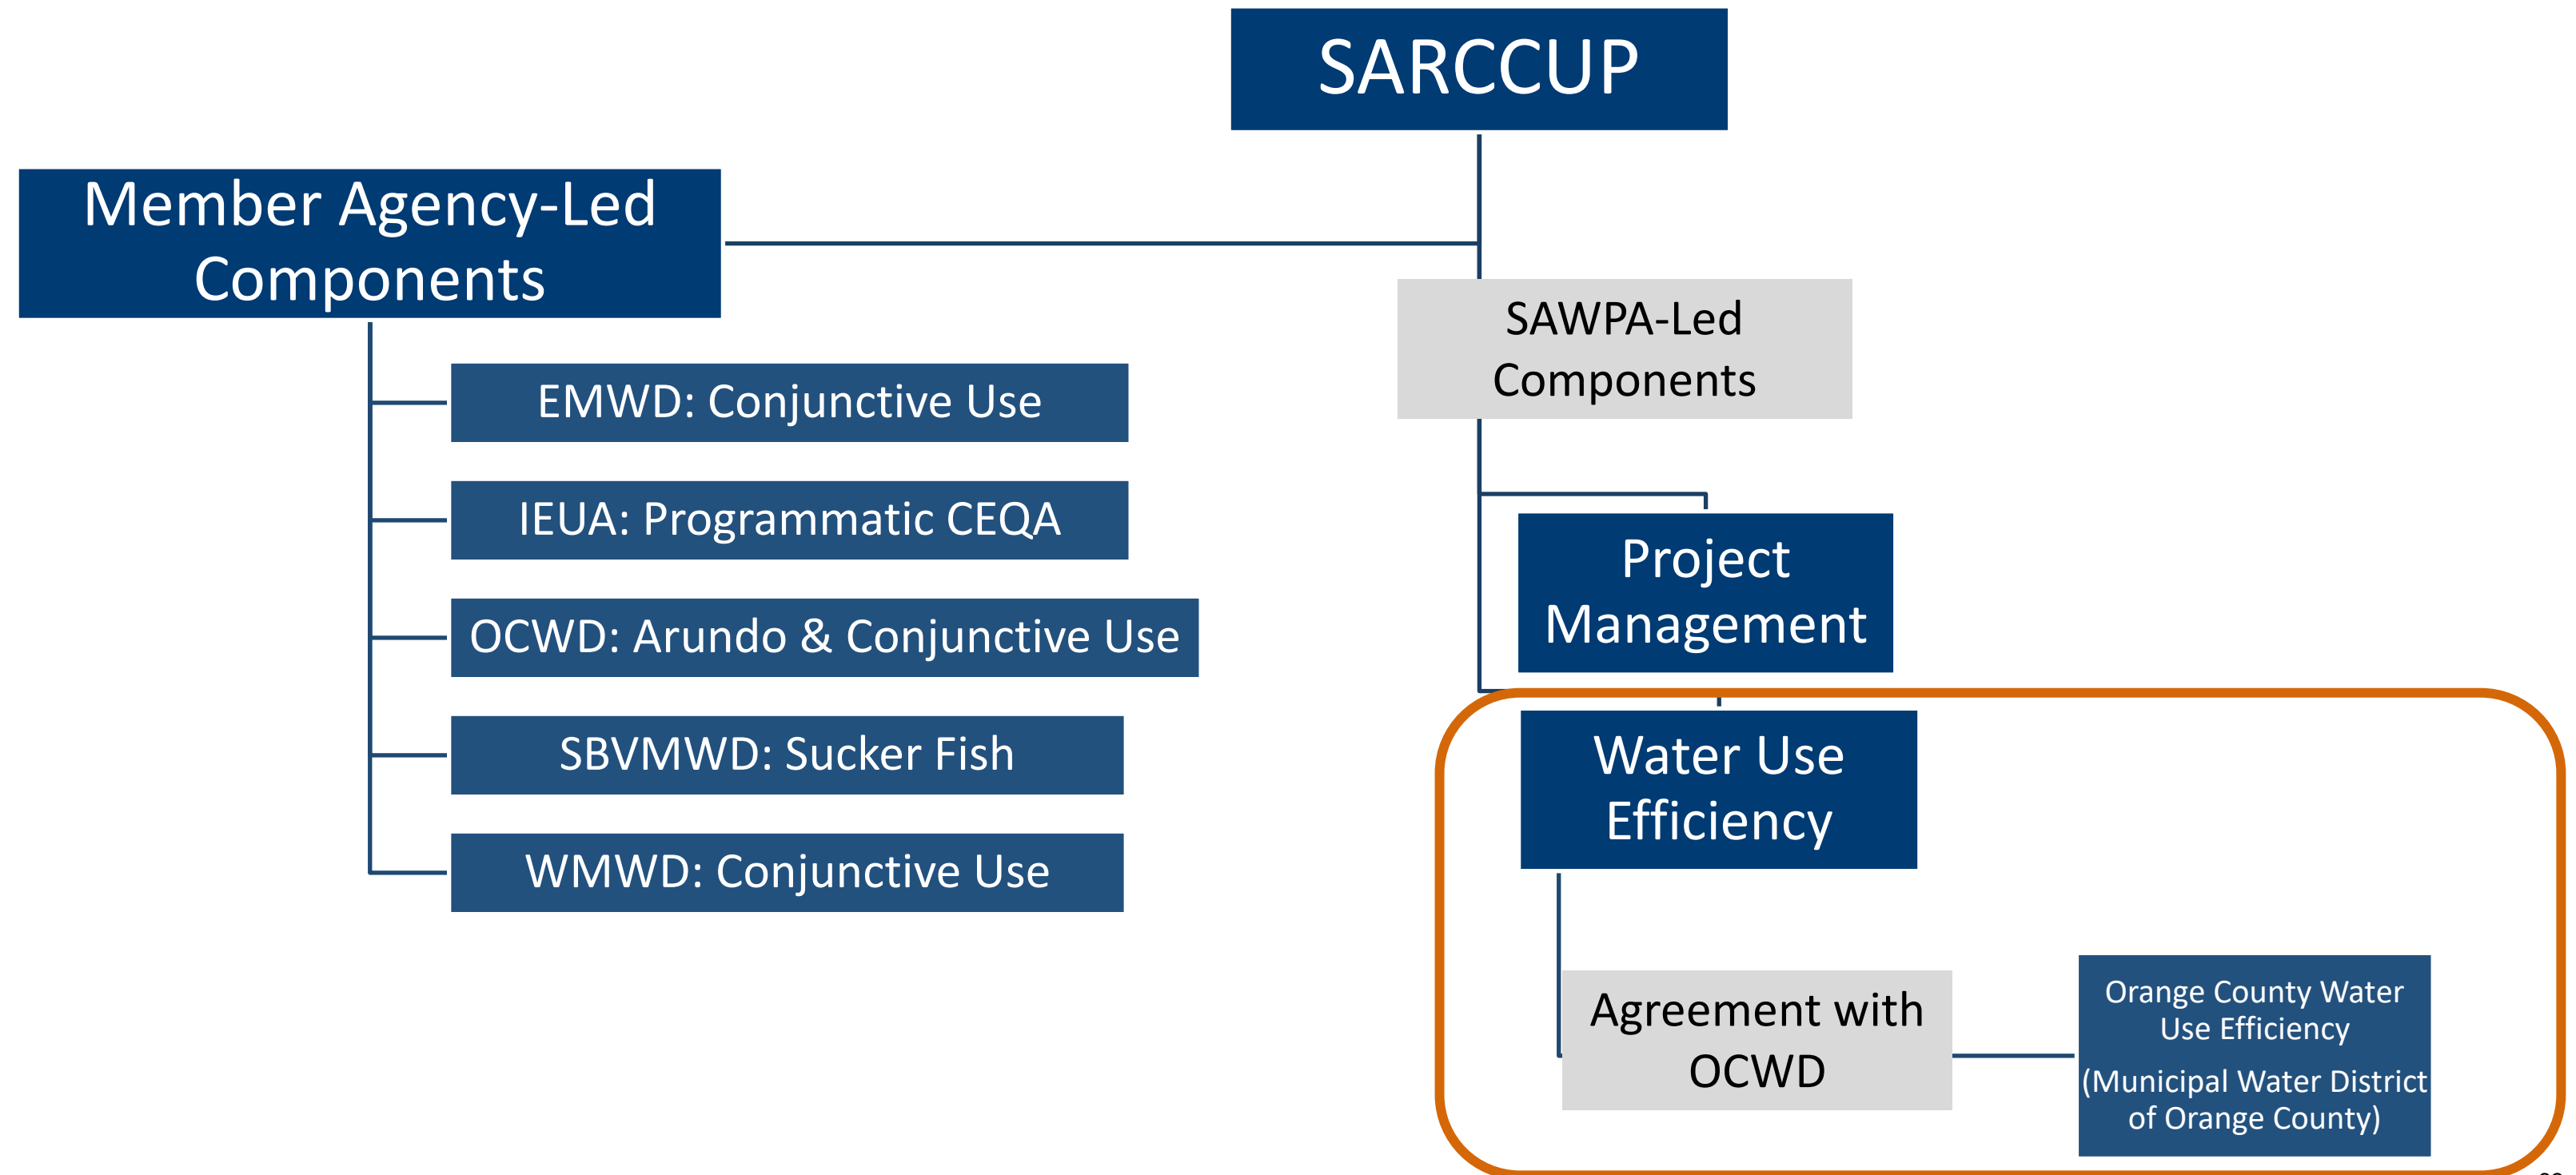 SARCCUP
Member Agency-Led
Components
SAWPA-Led
Components
EMWD: Conjunctive Use
IEUA: Programmatic CEQA
OCWD: Arundo & Conjunctive Use
SBVMWD: Sucker Fish
WMWD: Conjunctive Use
Project
Management
Water Use
Efficiency
Agreement with
OCWD
Orange County Water
Use Efficiency
(Municipal Water District
of Orange County)